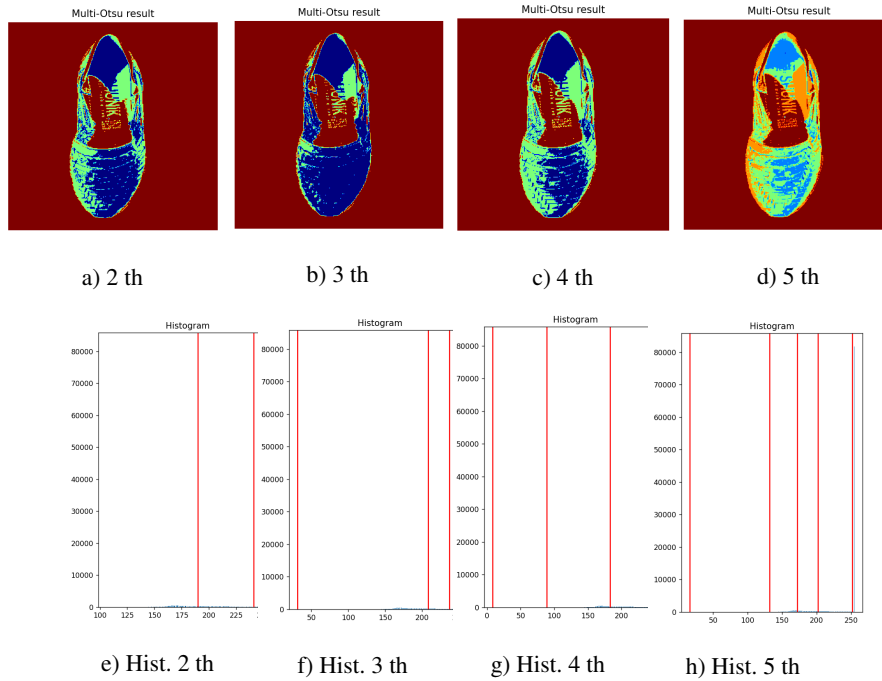 Multi-Otsu result
Multi-Otsu result
Multi-Otsu result
Multi-Otsu result
a) 2 th
b) 3 th
c) 4 th
d) 5 th
Histogram
Histogram
Histogram
Histogram
80000
70000
60000
50000
40000
30000
20000
10000
0
100 125 150 175 200 225
80000
70000
60000
50000
40000
30000
20000
10000
0
50 100 150 200
80000
70000
60000
50000
40000
30000
20000
10000
0
0 50 100 150 200
80000
70000
60000
50000
40000
30000
20000
10000
0
50 100 150 200 250
e) Hist. 2 th
f) Hist. 3 th
g) Hist. 4 th
h) Hist. 5 th